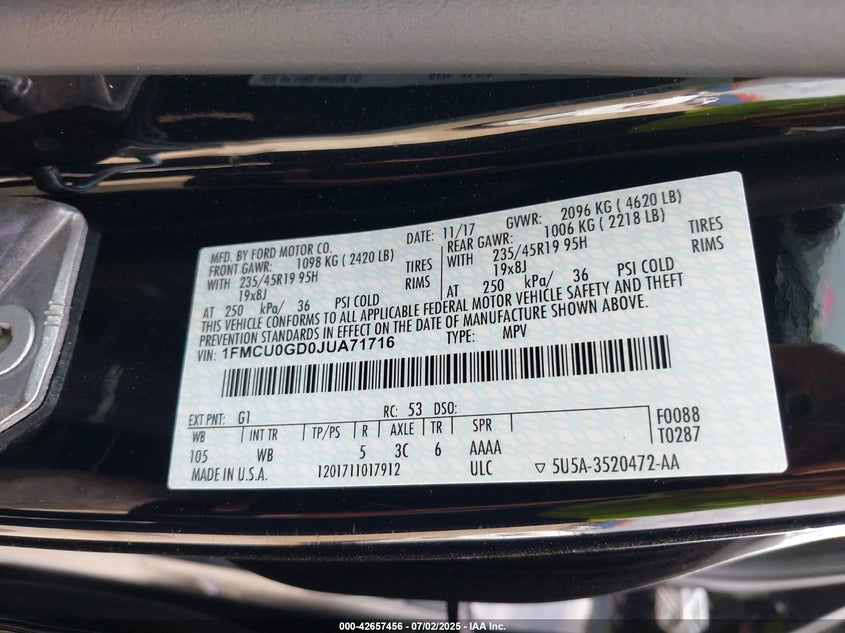 MFD. BY FORD MOTOR CO. DATE: 11/17 GVWR: 2096 KG ( 4620 LB)
FRONT GAWR: 1098 KG ( 2420 LB) REAR GAWR: 1006 KG ( 2218 LB)
WITH 235/45R19 95H TIRES WITH 235/45R19 95H TIRES
19x8J RIMS 19x8J RIMS
AT 250 kPa/ 36 PSI COLD AT 250 kPa/ 36 PSI COLD
THIS VEHICLE CONFORMS TO ALL APPLICABLE FEDERAL MOTOR VEHICLE SAFETY AND THEFT
PREVENTION STANDARDS IN EFFECT ON THE DATE OF MANUFACTURE SHOWN ABOVE.
VIN: 1FMCU0GD0JUA71716 TYPE: MPV
EXT PNT: G1 RC: 53 DSO:
WB INT TR TP/PS R AXLE TR SPR F0088
105 WB 5 3C 6 AAAA T0287
MADE IN U.S.A. 1201711017912 ULC ▽ 5U5A-3520472-AA
000-42657456 - 07/02/2025 - IAA Inc.